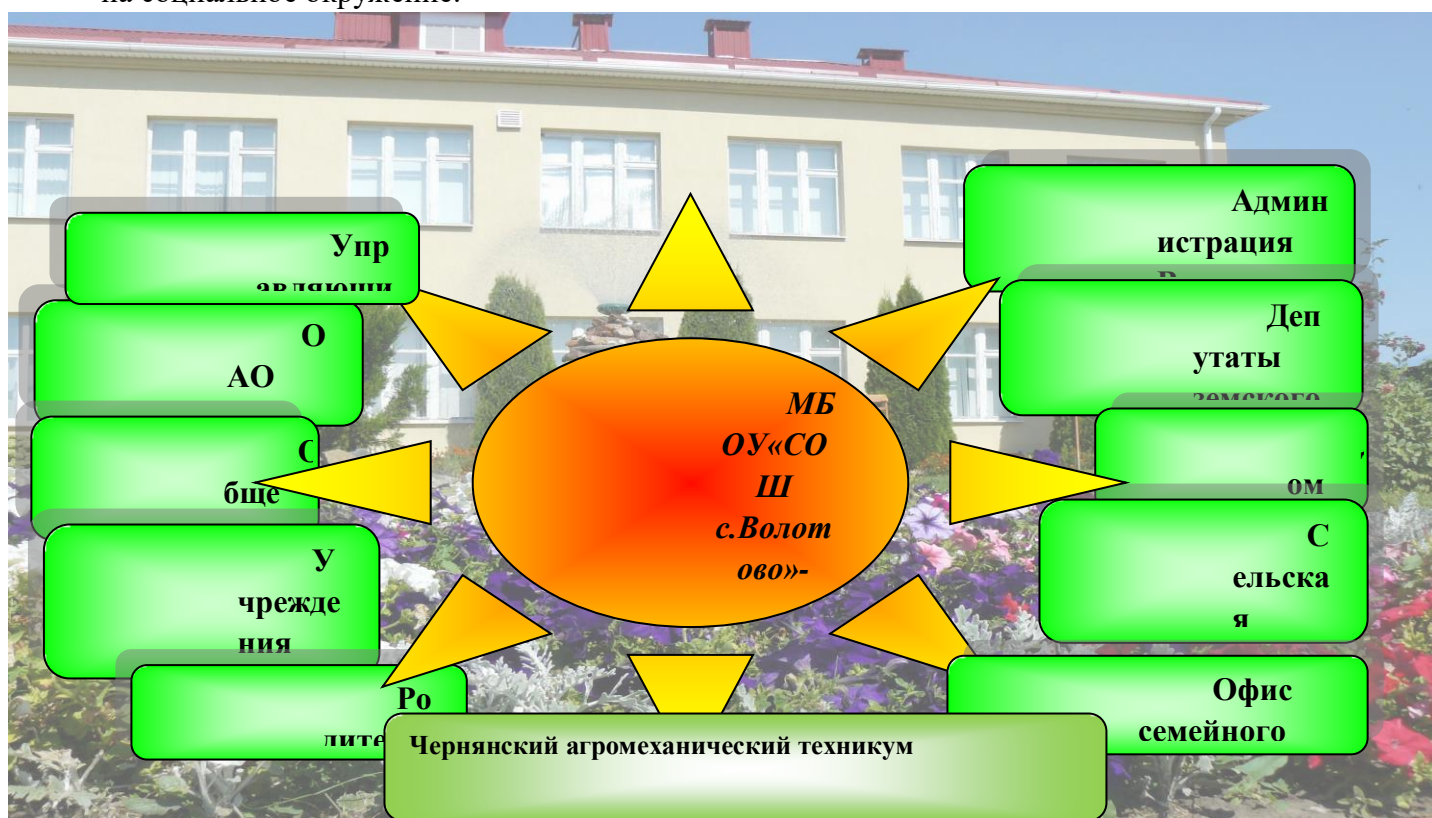 на социальное окружение.
Упр
авляющи
О
АО
бще
У
чрежде
ния
Ро
дите
МБ
ОУ«СО
Ш
с.Волот
ово»-
Админ
истрация
Деп
утаты
земского
ом
С
ельска
я
Офис
семейного
Чернянский агромеханический техникум